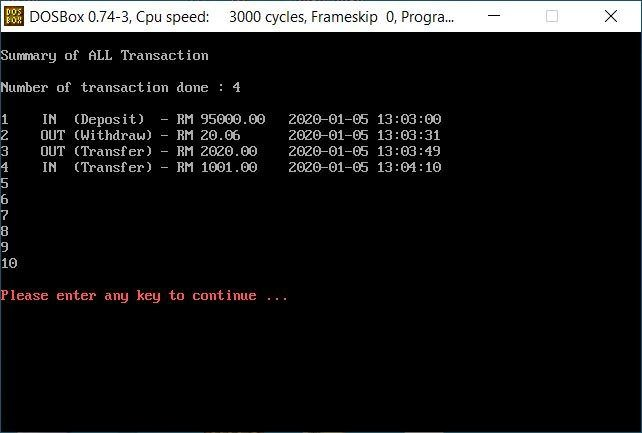 DOS BOX DOSBox 0.74-3, Cpu speed: 3000 cycles, Frameskip 0, Progra...
Summary of ALL Transaction
Number of transaction done : 4
1 IN (Deposit) - RM 95000.00 2020-01-05 13:03:00
2 OUT (Withdraw) - RM 20.06 2020-01-05 13:03:31
3 OUT (Transfer) - RM 2020.00 2020-01-05 13:03:49
4 IN (Transfer) - RM 1001.00 2020-01-05 13:04:10
5
6
7
8
9
10
Please enter any key to continue ...